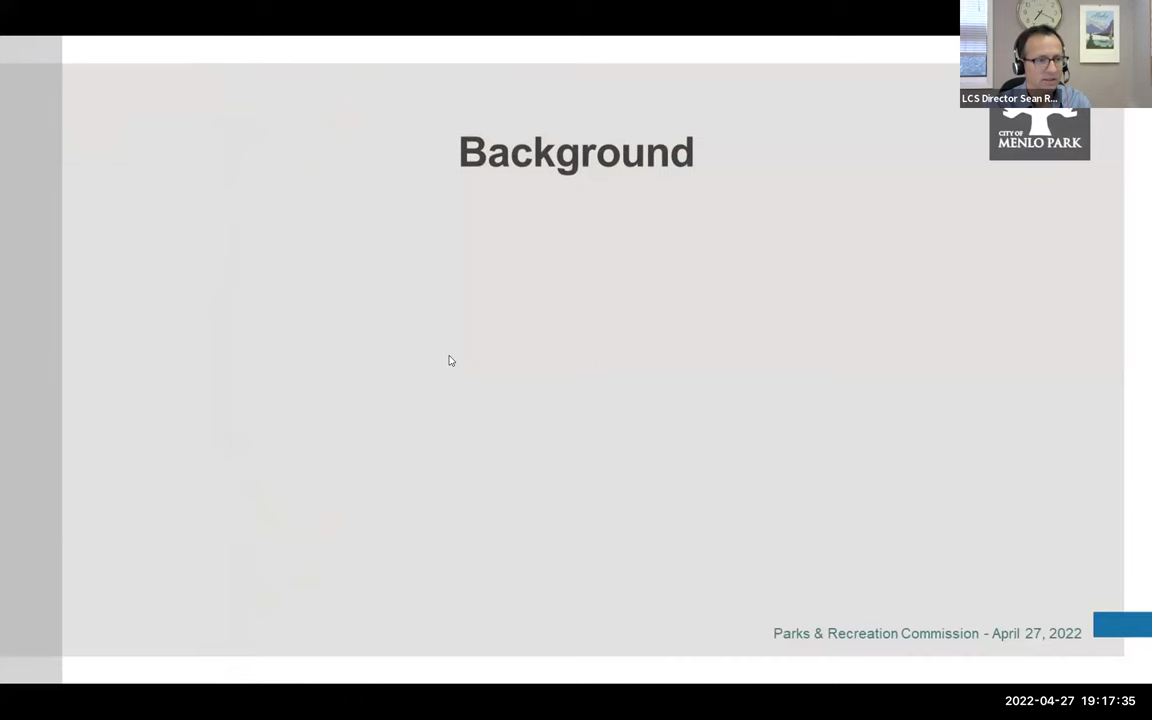 LCS Director Sean R...
CITY OF
MENLO PARK
Background
Parks & Recreation Commission - April 27, 2022
2022-04-27 19:17:35